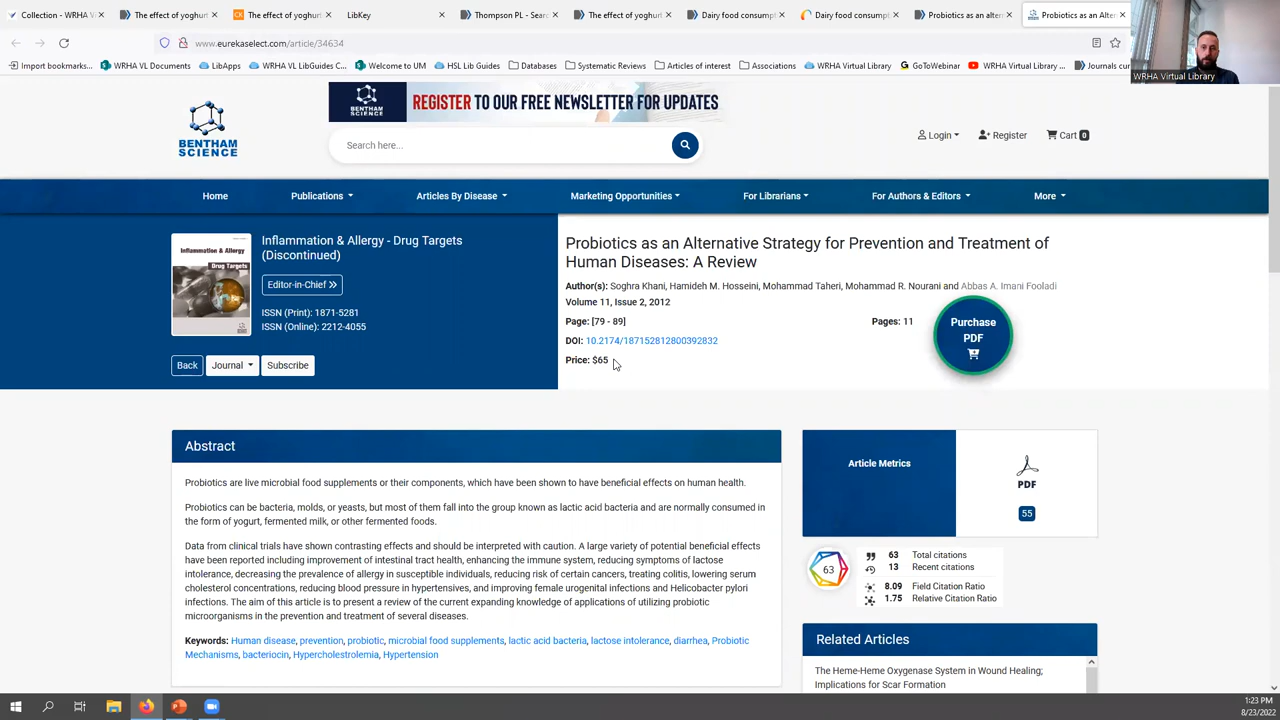 Collection - WRHA V
The effect of yoghurt
The effect of yoghurt
LibKey
Thompson PL - Sear
The effect of yoghurt
Dairy food consumpt
Dairy food consumpt
Probiotics as an altern
Probiotics as an Alter
www.eurekaselect.com/article/34634
Import bookmarks...
WRHA VL Documents
LibApps
WRHA VL LibGuides C...
Welcome to UM
HSL Lib Guides
Databases
Systematic Reviews
Articles of interest
Associations
WRHA Virtual Library
GoToWebinar
WRHA Virtual Library ...
Journals cur
WRHA Virtual Library
BENTHAM SCIENCE
REGISTER TO OUR FREE NEWSLETTER FOR UPDATES
BENTHAM
SCIENCE
Search here...
Login
Register
Cart 0
Home
Publications
Articles By Disease
Marketing Opportunities
For Librarians
For Authors & Editors
More
Inflammation & Allergy
Drug Targets
Inflammation & Allergy - Drug Targets
(Discontinued)
Editor-in-Chief
ISSN (Print): 1871-5281
ISSN (Online): 2212-4055
Back
Journal
Subscribe
Probiotics as an Alternative Strategy for Prevention and Treatment of
Human Diseases: A Review
Author(s): Soghra Khani, Hamideh M. Hosseini, Mohammad Taheri, Mohammad R. Nourani and Abbas A. Imani Fooladi
Volume 11, Issue 2, 2012
Page: [79 - 89]
Pages: 11
DOI: 10.2174/187152812800392832
Price: $65
Purchase
PDF
Abstract
Probiotics are live microbial food supplements or their components, which have been shown to have beneficial effects on human health.
Probiotics can be bacteria, molds, or yeasts, but most of them fall into the group known as lactic acid bacteria and are normally consumed in
the form of yogurt, fermented milk, or other fermented foods.
Data from clinical trials have shown contrasting effects and should be interpreted with caution. A large variety of potential beneficial effects
have been reported including improvement of intestinal tract health, enhancing the immune system, reducing symptoms of lactose
intolerance, decreasing the prevalence of allergy in susceptible individuals, reducing risk of certain cancers, treating colitis, lowering serum
cholesterol concentrations, reducing blood pressure in hypertensives, and improving female urogenital infections and Helicobacter pylori
infections. The aim of this article is to present a review of the current expanding knowledge of applications of utilizing probiotic
microorganisms in the prevention and treatment of several diseases.
Keywords: Human disease, prevention, probiotic, microbial food supplements, lactic acid bacteria, lactose intolerance, diarrhea, Probiotic
Mechanisms, bacteriocin, Hypercholestrolemia, Hypertension
Article Metrics
PDF
55
63
63 Total citations
13 Recent citations
8.09 Field Citation Ratio
1.75 Relative Citation Ratio
Related Articles
The Heme-Heme Oxygenase System in Wound Healing;
Implications for Scar Formation
1:23 PM
8/23/2022